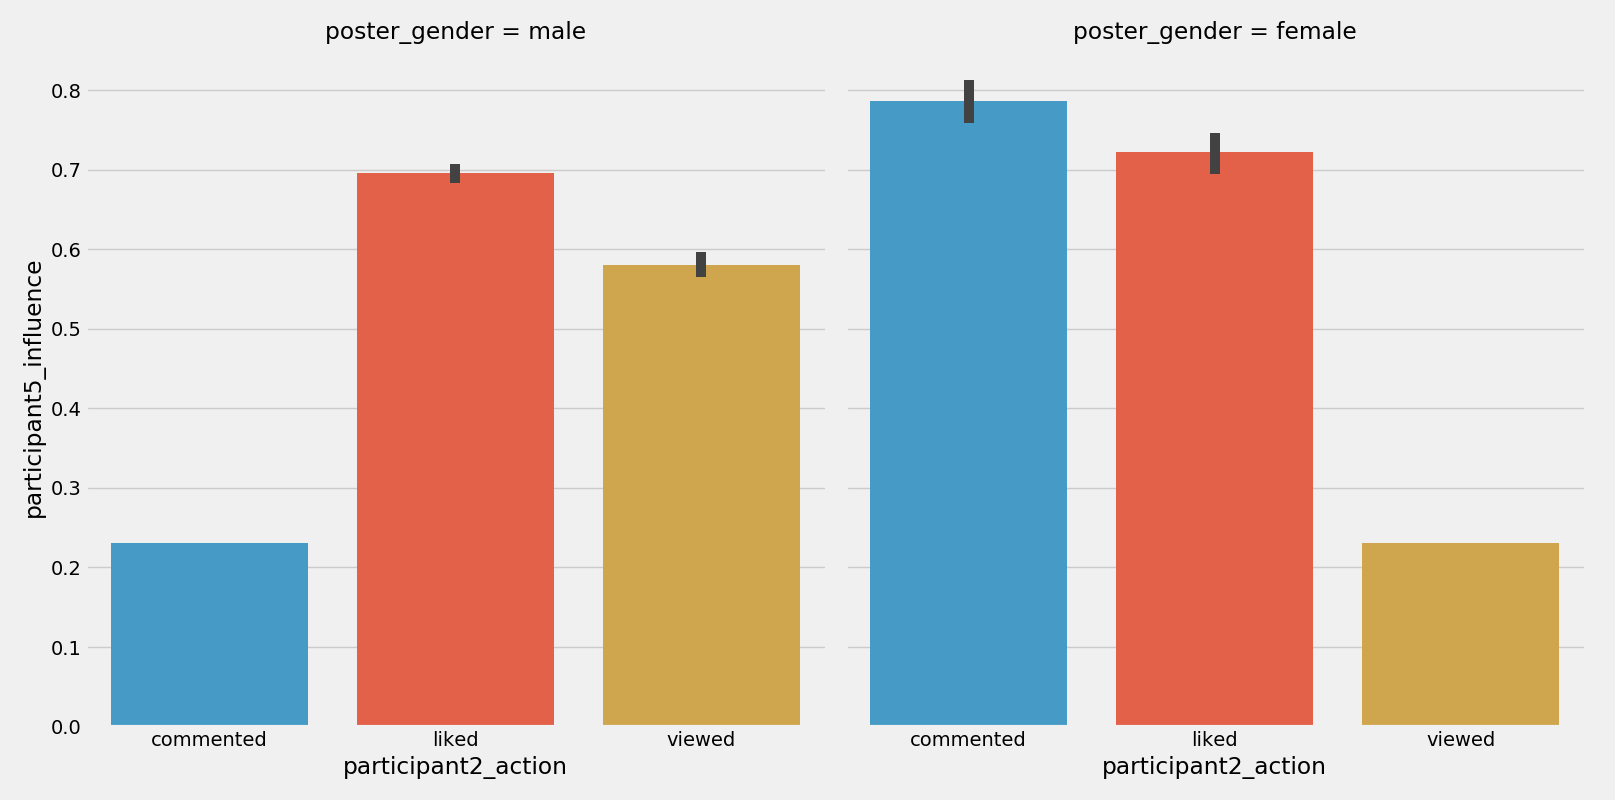 poster_gender = male
poster_gender = female
participant5_influence
0.8
0.7
0.6
0.5
0.4
0.3
0.2
0.1
0.0
commented liked viewed
commented liked viewed
participant2_action
participant2_action